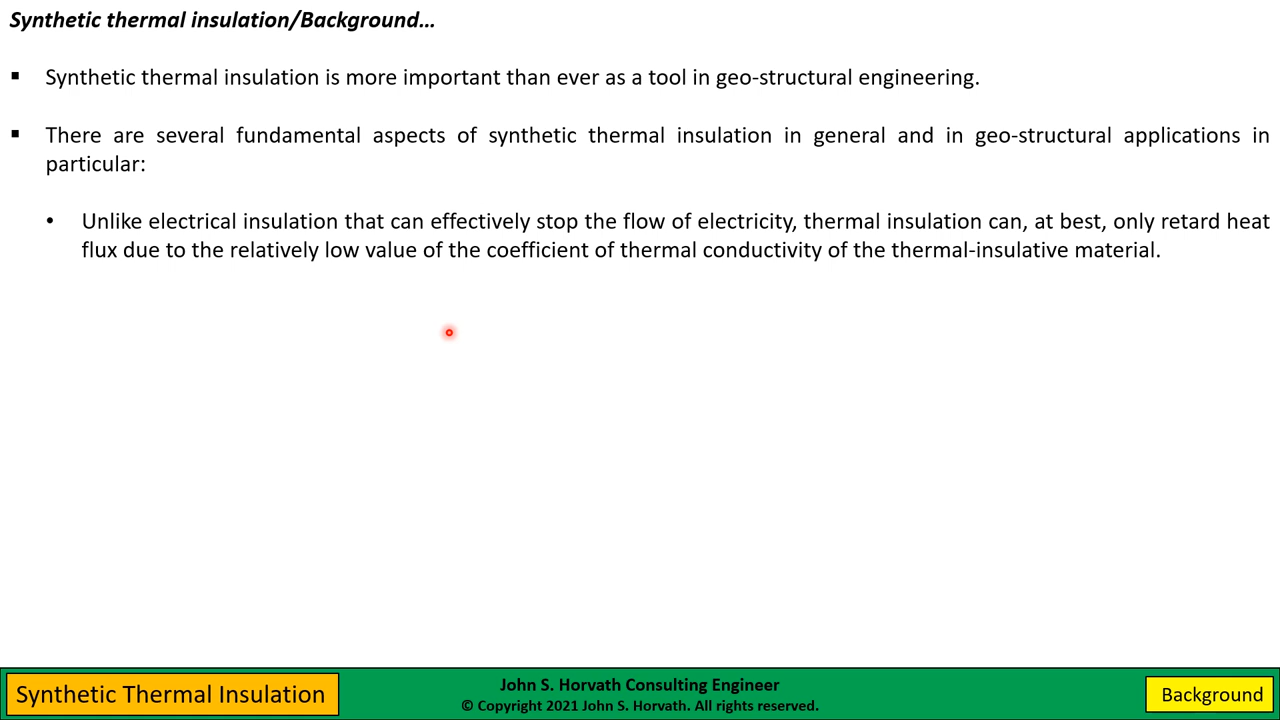 Synthetic thermal insulation/Background...
▪ Synthetic thermal insulation is more important than ever as a tool in geo-structural engineering.
▪ There are several fundamental aspects of synthetic thermal insulation in general and in geo-structural applications in
particular:
• Unlike electrical insulation that can effectively stop the flow of electricity, thermal insulation can, at best, only retard heat
flux due to the relatively low value of the coefficient of thermal conductivity of the thermal-insulative material.
Synthetic Thermal Insulation
John S. Horvath Consulting Engineer
© Copyright 2021 John S. Horvath. All rights reserved.
Background